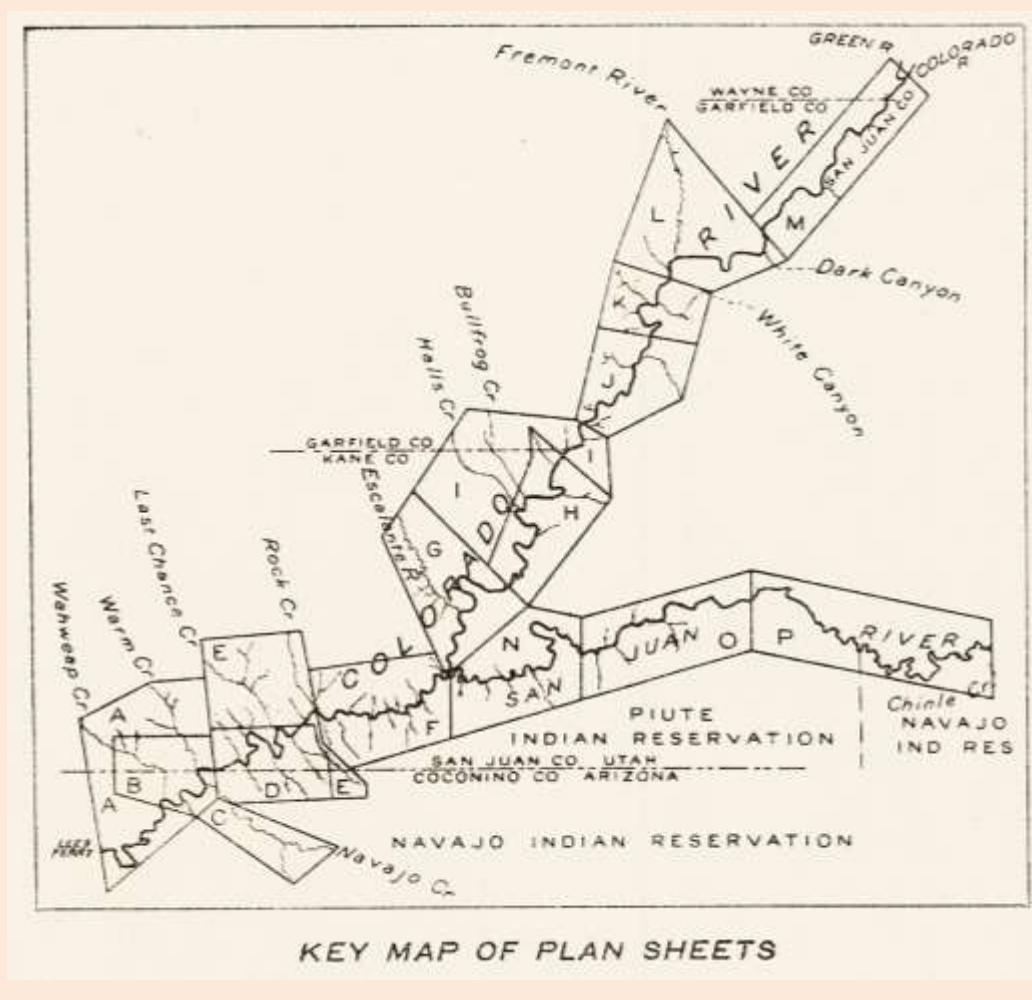 GREEN R
COLORADO R
Fremont River
WAYNE CO
GARFIELD CO
SAN JUAN CO
RIVER
L
M
Dark Canyon
K
White Canyon
J
Bullfrog Cr
Halls Cr
GARFIELD CO
KANE CO
I
I
H
Escalante R
G
COLORADO
Last Chance Cr
Rock Cr
Warm Cr
Wahweap Cr
E
C
N
SAN JUAN RIVER
O
P
A
F
Chinle Cr
PIUTE
INDIAN RESERVATION
NAVAJO
IND RES
SAN JUAN CO UTAH
COCONINO CO ARIZONA
B
A
D
E
C
LEES
FERRY
NAVAJO INDIAN RESERVATION
Navajo Cr
KEY MAP OF PLAN SHEETS